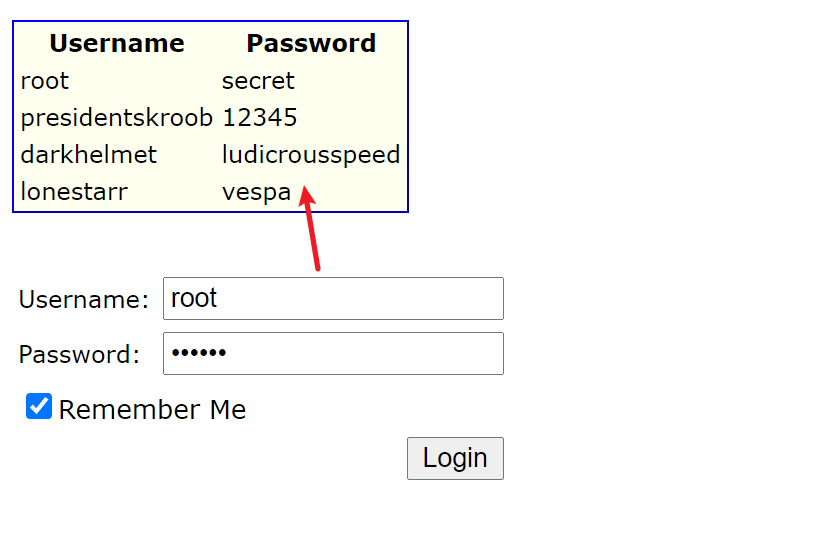 Username Password
root secret
presidentskroob 12345
darkhelmet ludicrousspeed
lonestarr vespa
Username: root
Password: ••••••
Remember Me
Login